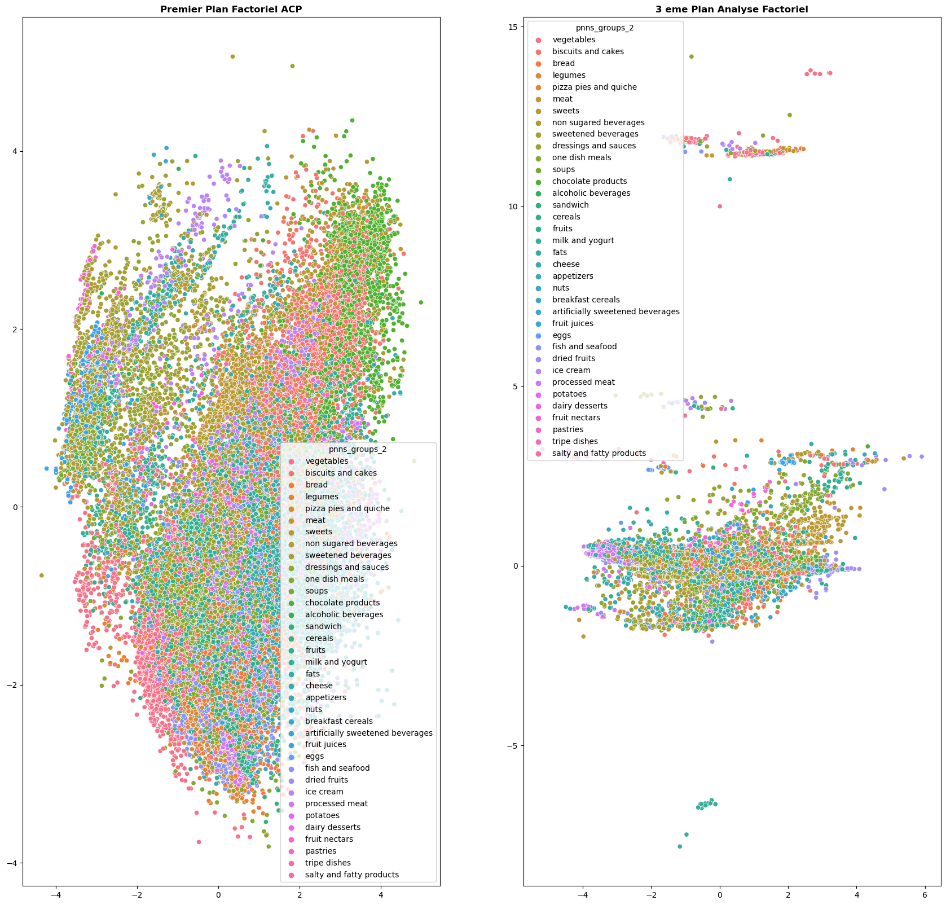 Premier Plan Factoriel ACP
4
2
0
−2
−4
−4
−2
0
2
4
pnns_groups_2
vegetables
biscuits and cakes
bread
legumes
pizza pies and quiche
meat
sweets
non sugared beverages
sweetened beverages
dressings and sauces
one dish meals
soups
chocolate products
alcoholic beverages
sandwich
cereals
fruits
milk and yogurt
fats
cheese
appetizers
nuts
breakfast cereals
artificially sweetened beverages
fruit juices
eggs
fish and seafood
dried fruits
ice cream
processed meat
potatoes
dairy desserts
fruit nectars
pastries
tripe dishes
salty and fatty products
3 eme Plan Analyse Factoriel
15
10
5
0
−5
−4
−2
0
2
4
6
pnns_groups_2
vegetables
biscuits and cakes
bread
legumes
pizza pies and quiche
meat
sweets
non sugared beverages
sweetened beverages
dressings and sauces
one dish meals
soups
chocolate products
alcoholic beverages
sandwich
cereals
fruits
milk and yogurt
fats
cheese
appetizers
nuts
breakfast cereals
artificially sweetened beverages
fruit juices
eggs
fish and seafood
dried fruits
ice cream
processed meat
potatoes
dairy desserts
fruit nectars
pastries
tripe dishes
salty and fatty products